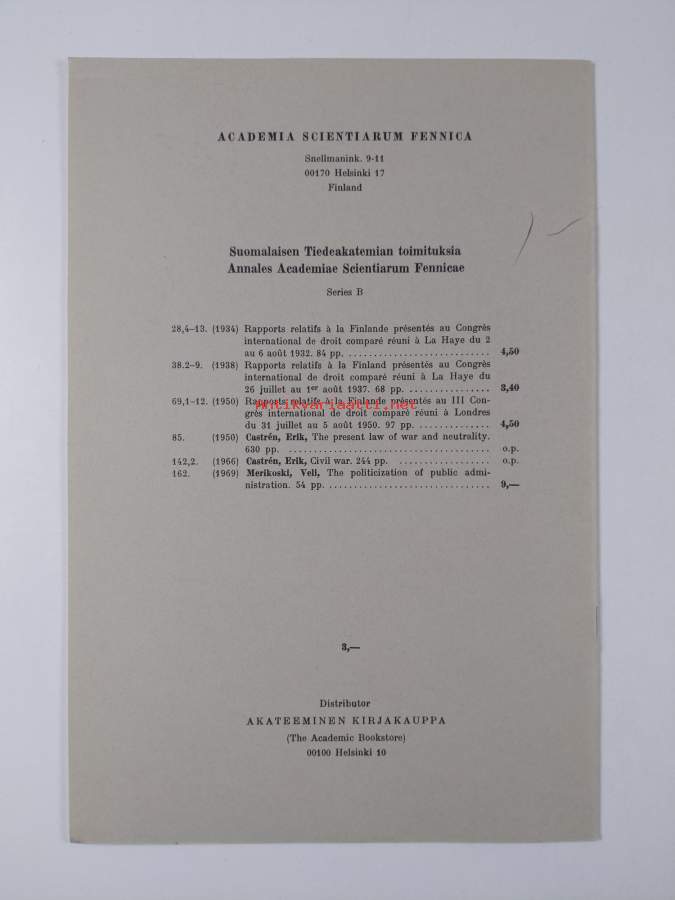 ACADEMIA SCIENTIARUM FENNICA
Snellmanink. 9-11
00170 Helsinki 17
Finland
Suomalaisen Tiedeakatemian toimituksia
Annales Academiae Scientiarum Fennicae
Series B
28,4–13. (1934) Rapports relatifs à la Finlande présentés au Congrès
international de droit comparé réuni à La Haye du 2
au 6 août 1932. 84 pp. ............................ 4,50
38.2–9. (1938) Rapports relatifs à la Finland présentés au Congrès
international de droit comparé réuni à La Haye du
26 juillet au 1er août 1937. 68 pp. ................ 3,40
69,1–12. (1950) Rapports relatifs à la Finlande présentés au III Con-
grès international de droit comparé réuni à Londres
du 31 juillet au 5 août 1950. 97 pp. ............... 4,50
85. (1950) Castrén, Erik, The present law of war and neutrality.
630 pp. ........................................ o.p.
142,2. (1966) Castrén, Erik, Civil war. 244 pp. .................. o.p.
162. (1969) Merikoski, Veli, The politicization of public admi-
nistration. 54 pp. ................................ 9,—
antikvariaatti.net
3,—
Distributor
AKATEEMINEN KIRJAKAUPPA
(The Academic Bookstore)
00100 Helsinki 10